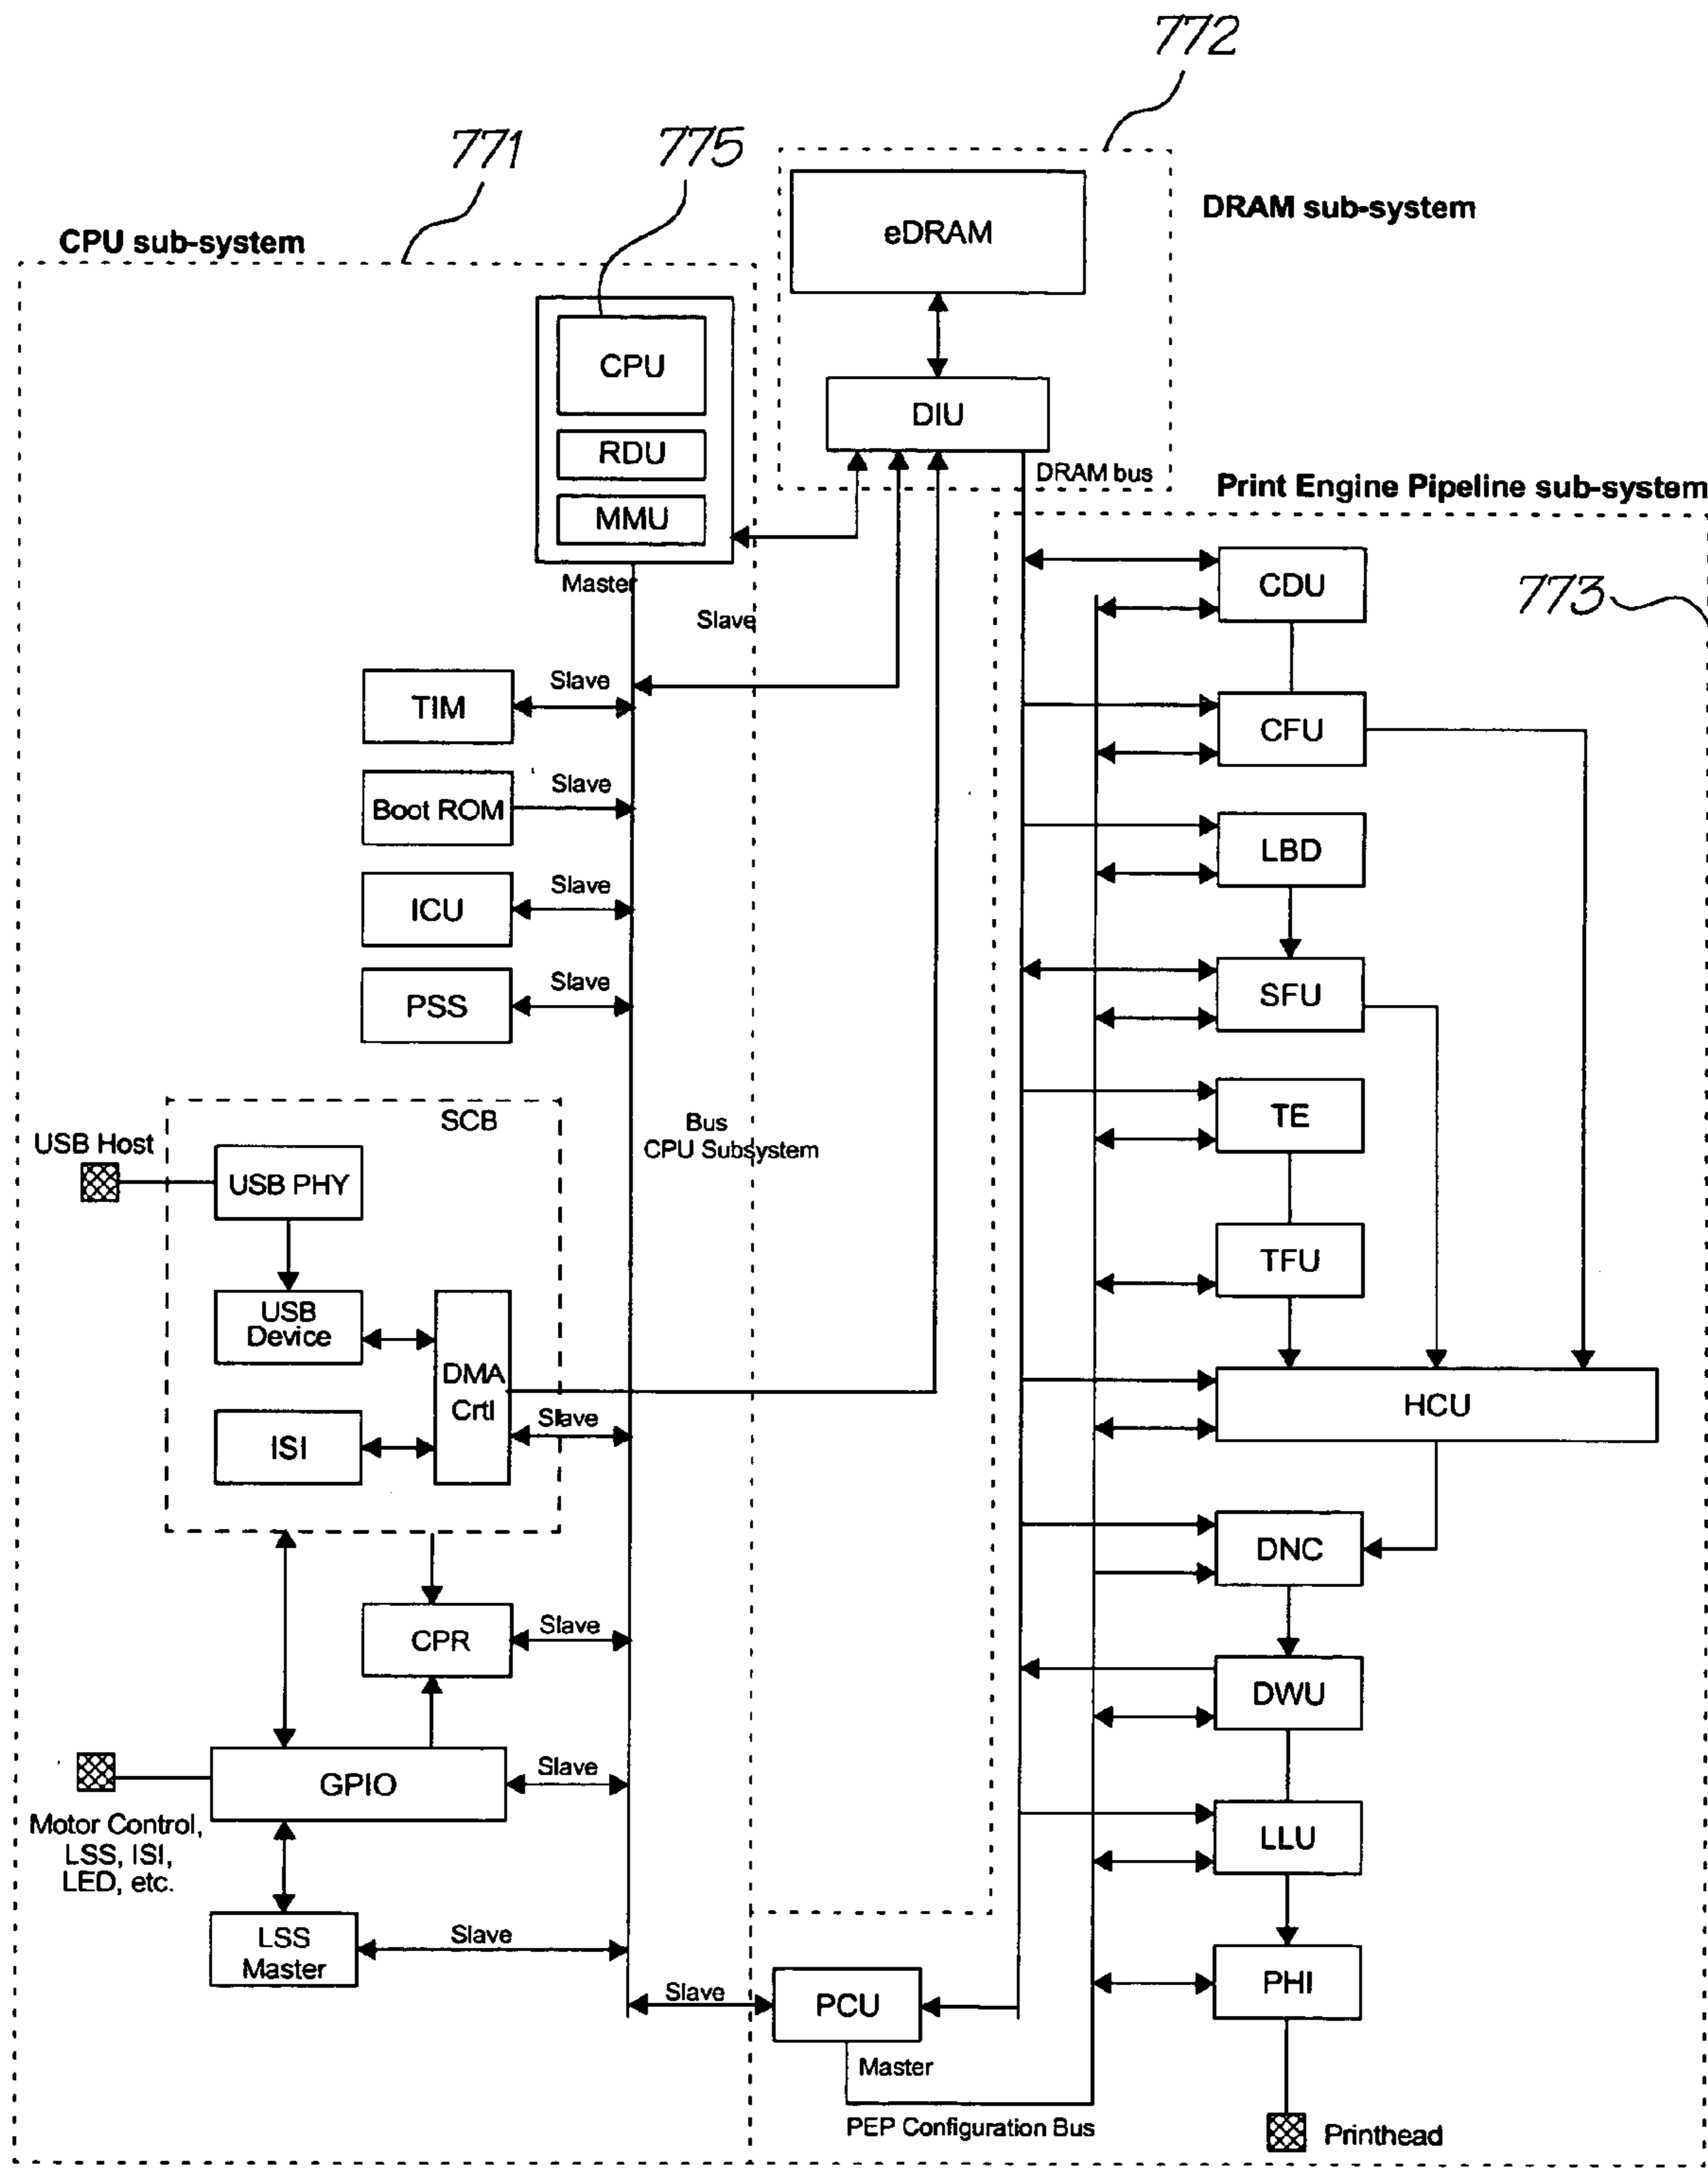 772
771
775
DRAM sub-system
eDRAM
CPU sub-system
CPU
DIU
RDU
DRAM bus
Print Engine Pipeline sub-system
MMU
Master
CDU
773
Slave
TIM
Slave
CFU
Boot ROM
Slave
LBD
ICU
Slave
PSS
Slave
SFU
SCB
Bus
CPU Subsystem
TE
USB Host
USB PHY
TFU
USB
Device
DMA
Crtl
HCU
Slave
ISI
DNC
CPR
Slave
DWU
GPIO
Slave
Motor Control,
LSS, ISI,
LED, etc.
LLU
LSS
Master
Slave
PHI
Slave
PCU
Master
PEP Configuration Bus
Printhead